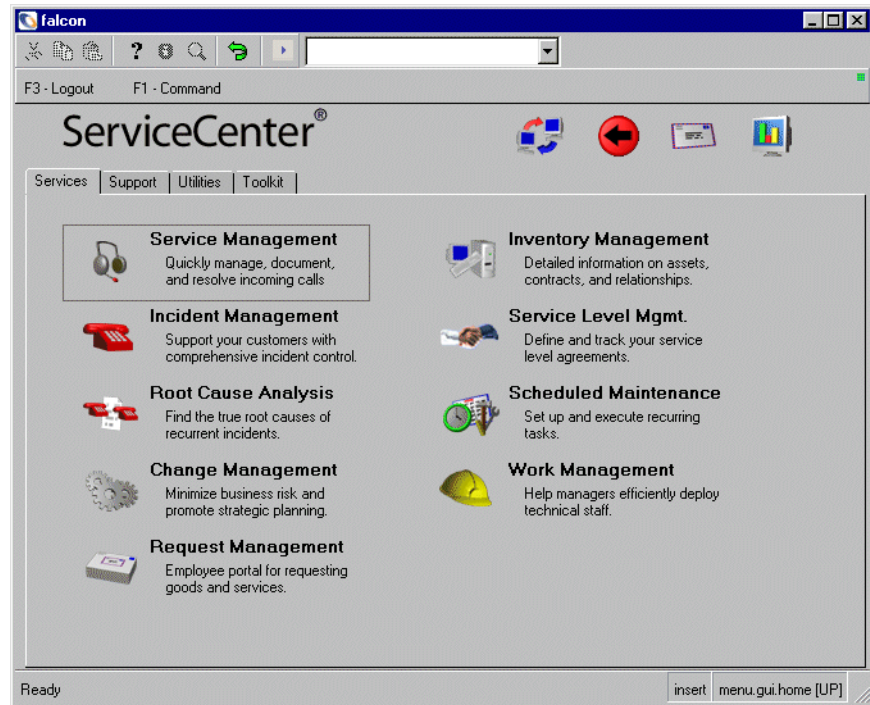 falcon
F3 - Logout F1 - Command
ServiceCenter®
Services Support Utilities Toolkit
Service Management
Quickly manage, document,
and resolve incoming calls
Incident Management
Support your customers with
comprehensive incident control.
Root Cause Analysis
Find the true root causes of
recurrent incidents.
Change Management
Minimize business risk and
promote strategic planning.
Request Management
Employee portal for requesting
goods and services.
Inventory Management
Detailed information on assets,
contracts, and relationships.
Service Level Mgmt.
Define and track your service
level agreements.
Scheduled Maintenance
Set up and execute recurring
tasks.
Work Management
Help managers efficiently deploy
technical staff.
Ready
insert menu.gui.home [UP]